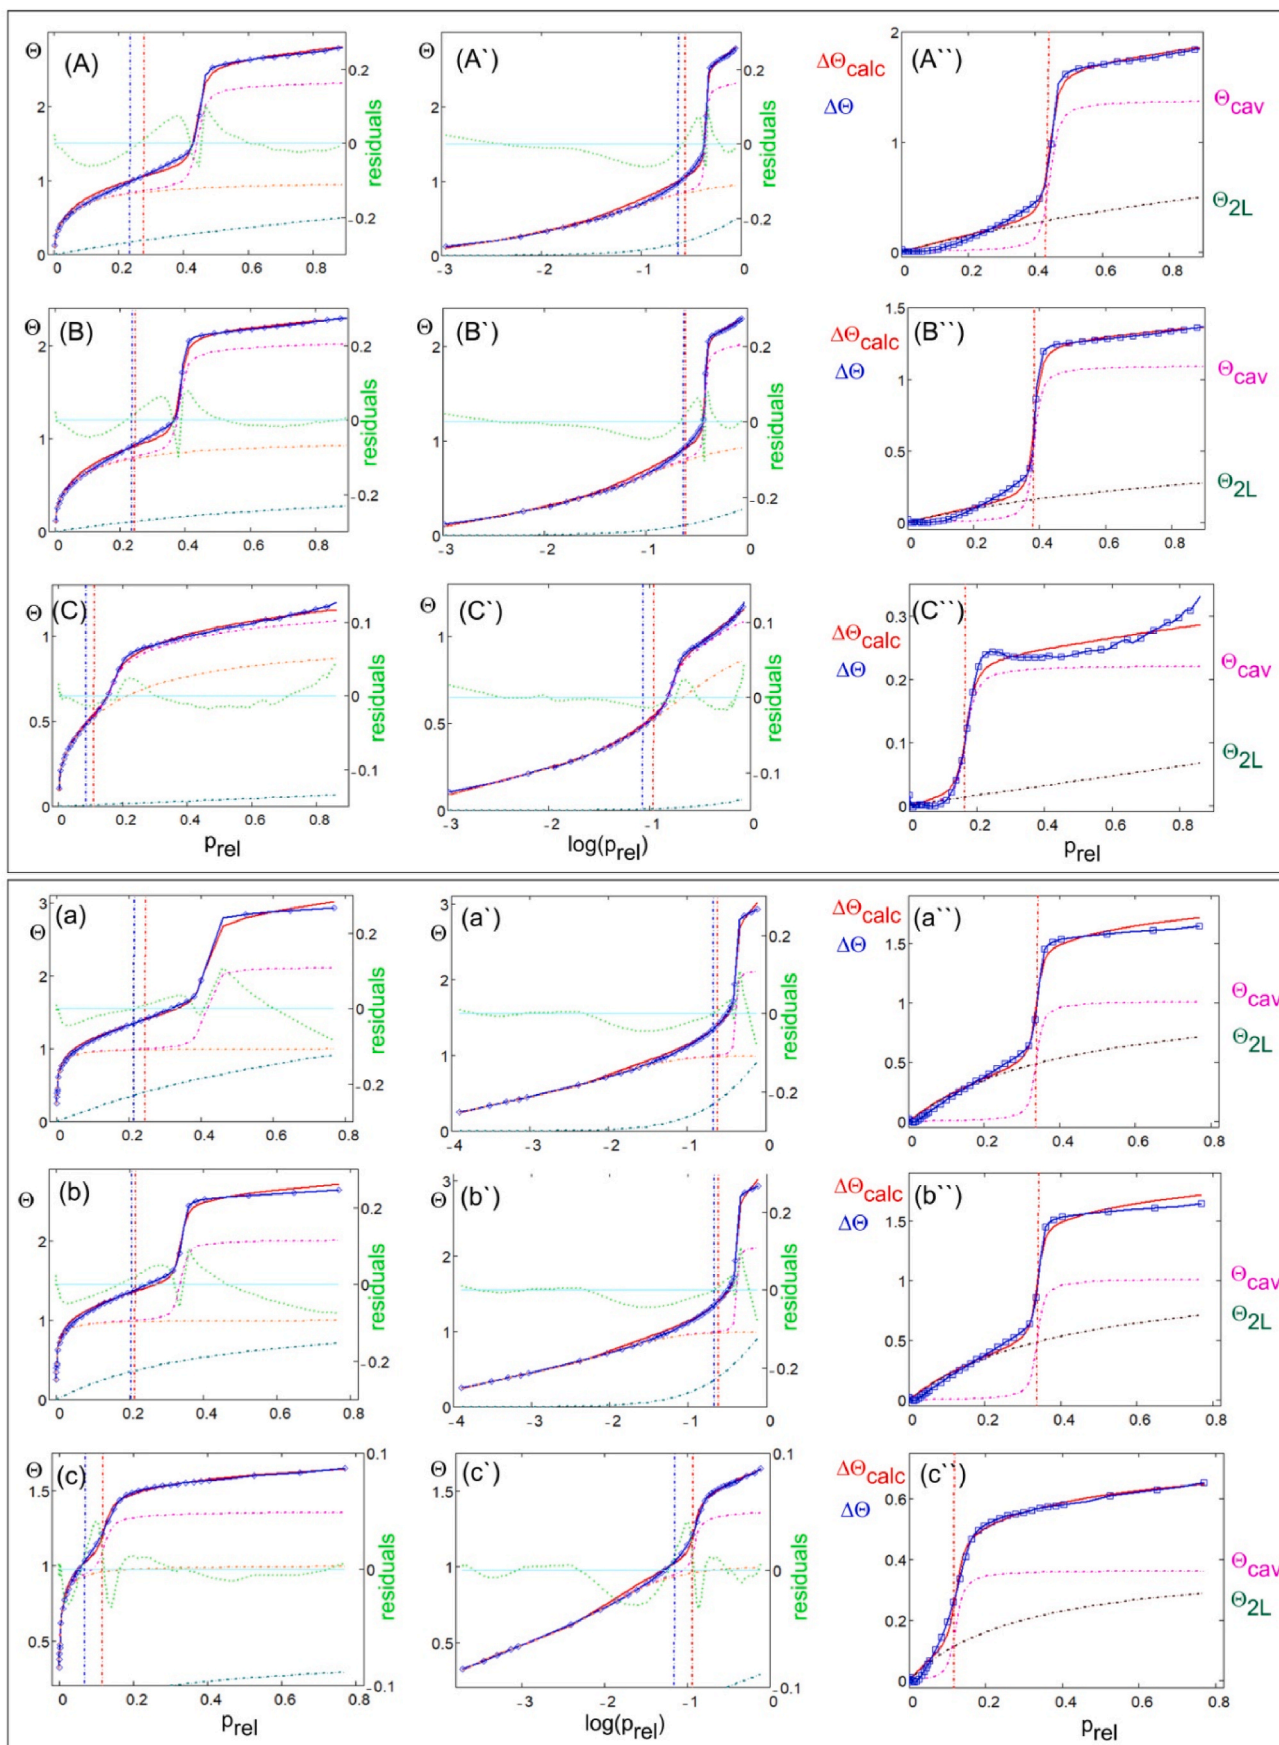 Θ (A) 0.2 0 -0.2 residuals
2 1 0
0 0.2 0.4 0.6 0.8
Θ (A`) 0.2 0 -0.2
2 1 0
-3 -2 -1 0
ΔΘcalc ΔΘ (A``) Θcav Θ2L
2 1 0
0 0.2 0.4 0.6 0.8
Θ (B) 0.2 0 -0.2 residuals
2 1 0
0 0.2 0.4 0.6 0.8
Θ (B`) 0.2 0 -0.2
2 1 0
-3 -2 -1 0
ΔΘcalc ΔΘ (B``) Θcav Θ2L
1.5 1 0.5 0
0 0.2 0.4 0.6 0.8
Θ (C) 0.1 0 -0.1 residuals
1 0.5 0
0 0.2 0.4 0.6 0.8
prel
Θ (C`) 0.1 0 -0.1
1 0.5 0
-3 -2 -1 0
log(prel)
ΔΘcalc ΔΘ (C``) Θcav Θ2L
0.3 0.2 0.1 0
0 0.2 0.4 0.6 0.8
prel
Θ (a) 0.2 0 -0.2 residuals
3 2 1 0
0 0.2 0.4 0.6 0.8
Θ (a`) 0.2 0 -0.2
3 2 1 0
-4 -3 -2 -1 0
ΔΘcalc ΔΘ (a``) Θcav Θ2L
1.5 1.0 0.5 0
0 0.2 0.4 0.6 0.8
Θ (b) 0.2 0 -0.2 residuals
2 1 0
0 0.2 0.4 0.6 0.8
Θ (b`) 0.2 0 -0.2
3 2 1 0
-4 -3 -2 -1 0
ΔΘcalc ΔΘ (b``) Θcav Θ2L
1.5 1 0.5 0
0 0.2 0.4 0.6 0.8
Θ (c) 0.1 0 -0.1 residuals
1.5 1 0.5
0 0.2 0.4 0.6 0.8
prel
Θ (c`) 0.1 0 -0.1
1.5 1 0.5
-3 -2 -1 0
log(prel)
ΔΘcalc ΔΘ (c``) Θcav Θ2L
0.6 0.4 0.2 0
0 0.2 0.4 0.6 0.8
prel